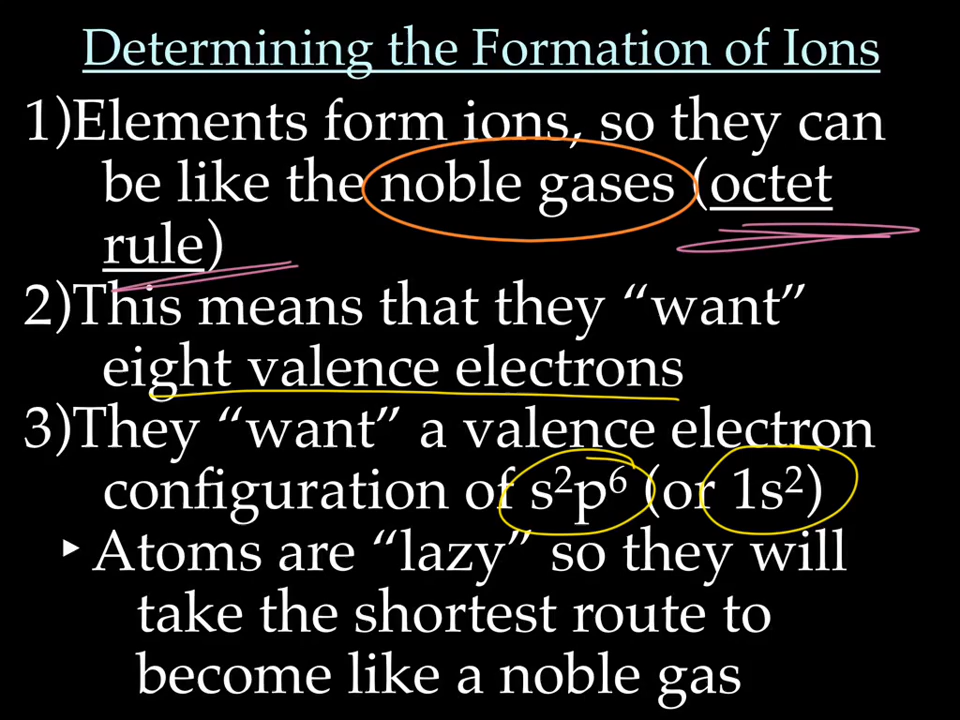 Determining the Formation of Ions
1)Elements form ions, so they can
be like the noble gases (octet
rule)
2)This means that they “want”
eight valence electrons
3)They “want” a valence electron
configuration of s²p⁶ (or 1s²)
‣Atoms are “lazy” so they will
take the shortest route to
become like a noble gas